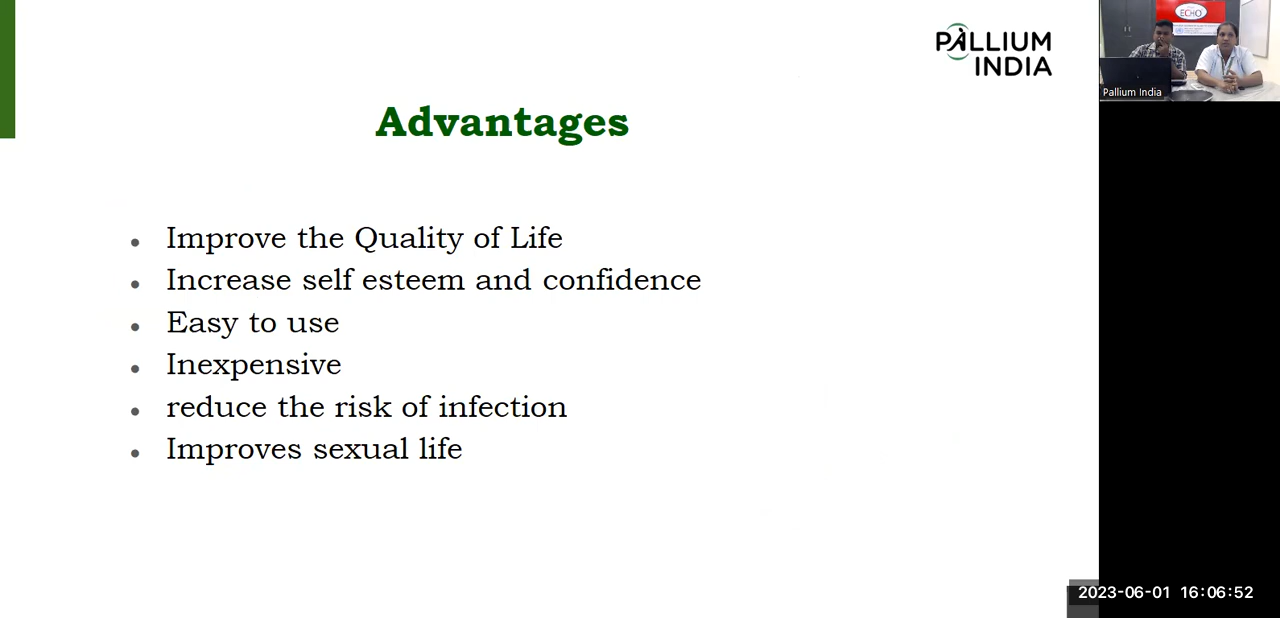 PALLIUM
INDIA
ECHO
Pallium India
Advantages
Improve the Quality of Life
Increase self esteem and confidence
Easy to use
Inexpensive
reduce the risk of infection
Improves sexual life
2023-06-01 16:06:52